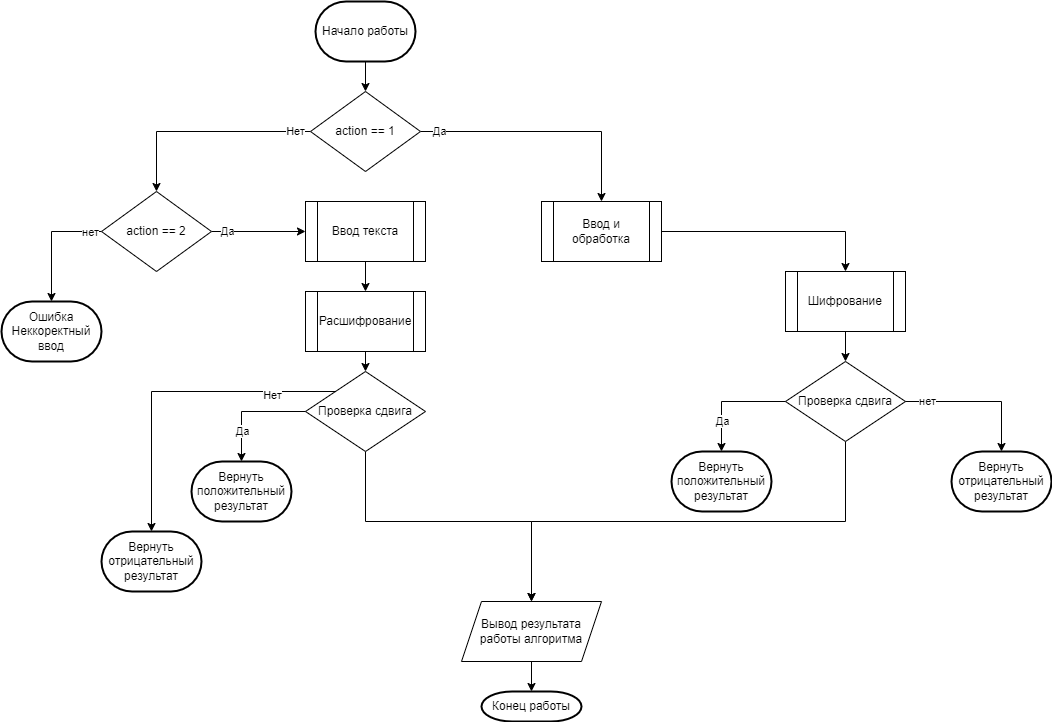 Начало работы
action == 1
Нет
Да
action == 2
нет
Да
Ввод текста
Ввод и
обработка
Ошибка
Неккоректный
ввод
Расшифрование
Шифрование
Проверка сдвига
Нет
Да
Проверка сдвига
Да
нет
Вернуть
положительный
результат
Вернуть
отрицательный
результат
Вернуть
положительный
результат
Вернуть
отрицательный
результат
Вывод результата
работы алгоритма
Конец работы